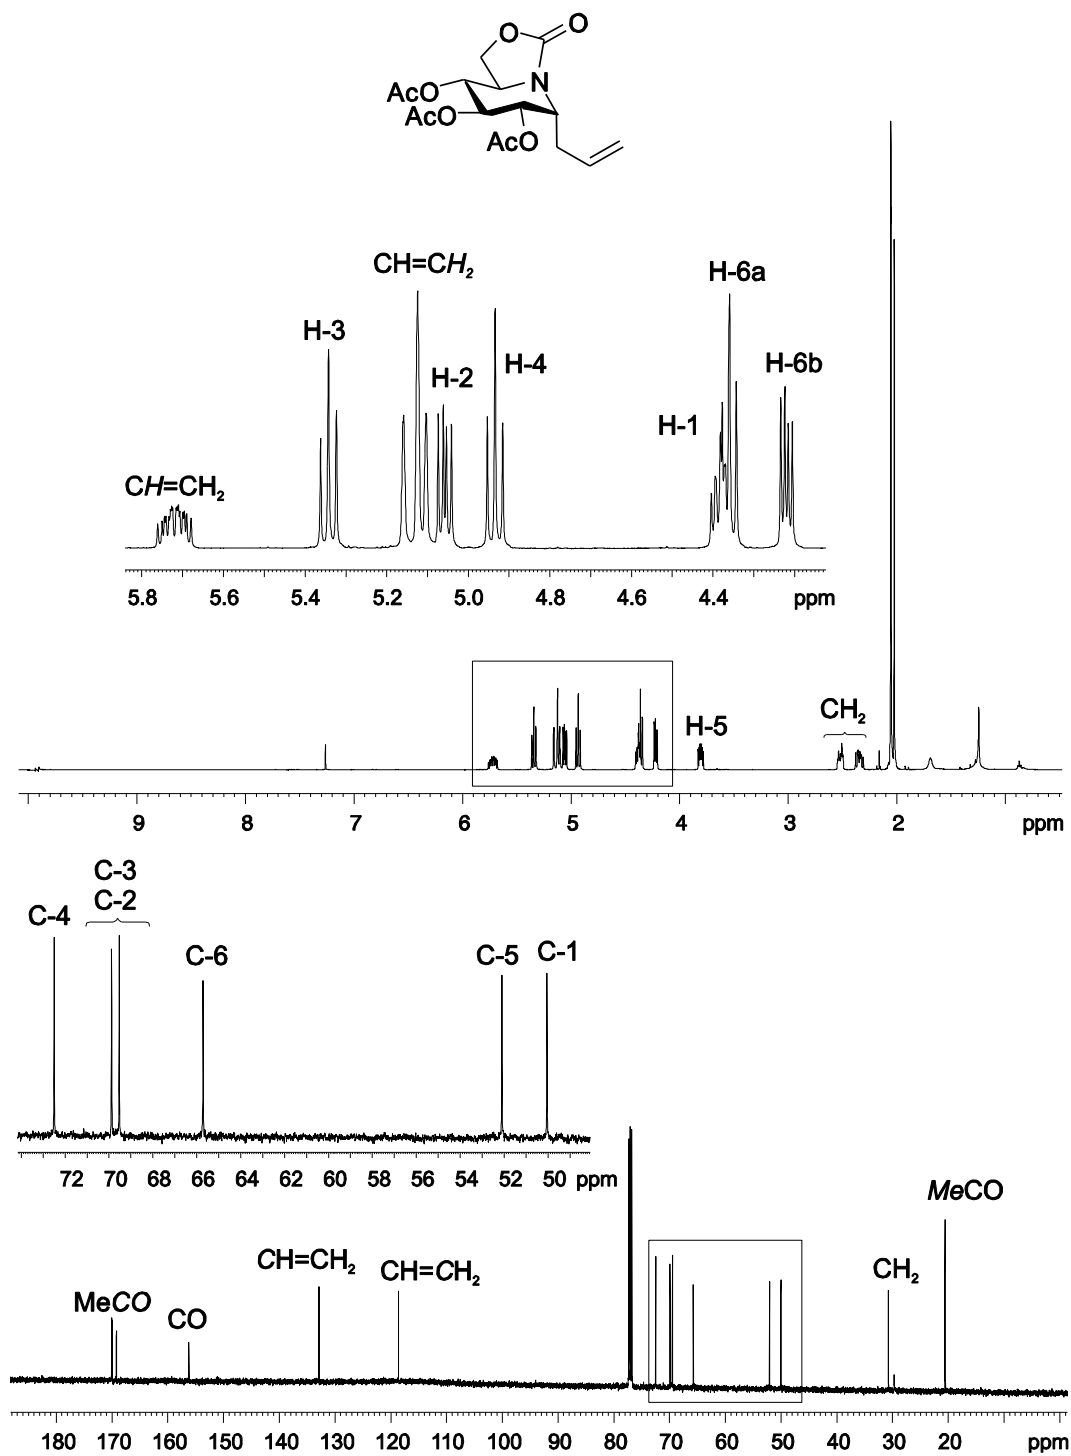 O
O
N
AcO
AcO
AcO
CH=CH2
H-6a
H-3
H-2
H-4
H-6b
H-1
CH=CH2
5.8 5.6 5.4 5.2 5.0 4.8 4.6 4.4 ppm
CH2
H-5
9 8 7 6 5 4 3 2 ppm
C-3
C-2
C-4
C-6
C-5
C-1
72 70 68 66 64 62 60 58 56 54 52 50 ppm
MeCO
CH=CH2
CH=CH2
CH2
MeCO
CO
180 170 160 150 140 130 120 110 100 90 80 70 60 50 40 30 20 ppm